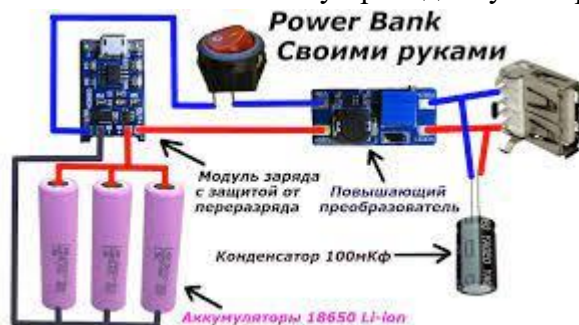 Power Bank
Своими руками
Модуль заряда
с защитой от
переразряда
Повышающий
преобразователь
Конденсатор 100мКф
Аккумуляторы 18650 Li-ion